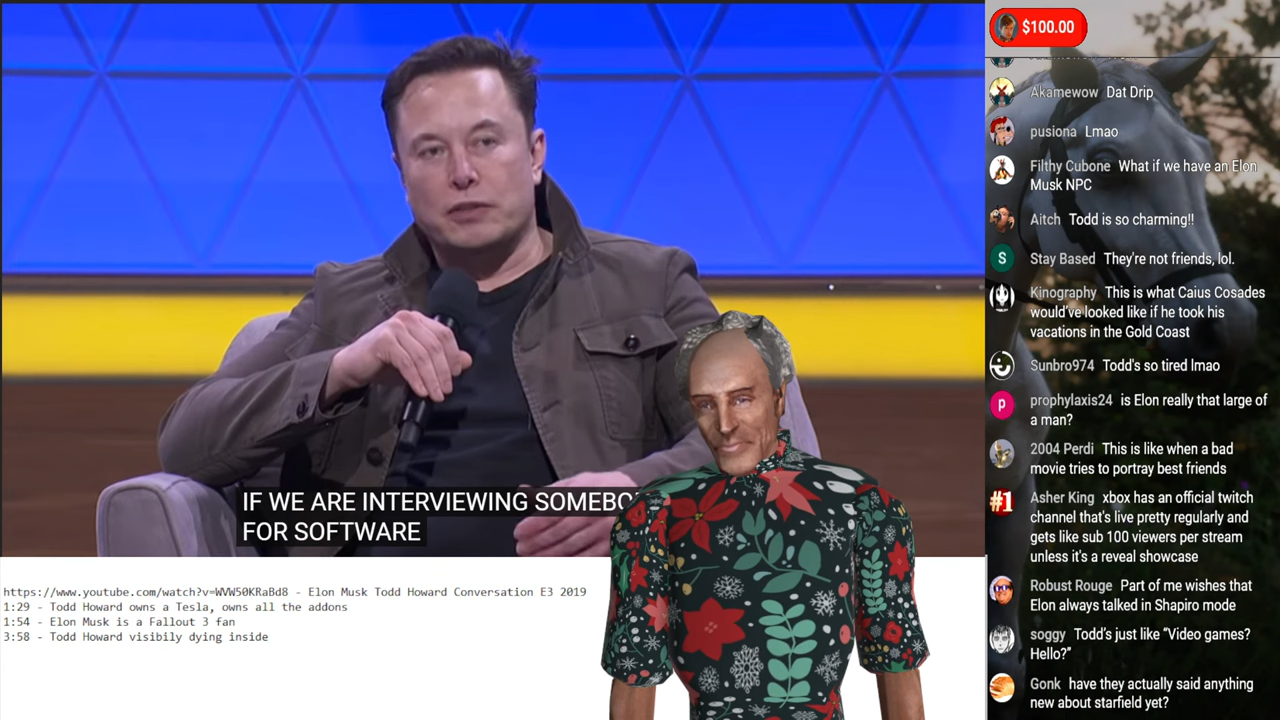 IF WE ARE INTERVIEWING
FOR SOFTWARE
https://www.youtube.com/watch?v=WVW50KRaBd8 - Elon Musk Todd Howard Conversation E3 2019
1:29 - Todd Howard owns a Tesla, owns all the addons
1:54 - Elon Musk is a Fallout 3 fan
3:58 - Todd Howard visibily dying inside
$100.00
Akamewow Dat Drip
pusiona Lmao
Filthy Cubone What if we have an Elon
Musk NPC
Aitch Todd is so charming!!
S
Stay Based They're not friends, lol.
Kinography This is what Caius Cosades
would've looked like if he took his
vacations in the Gold Coast
Sunbro974 Todd's so tired lmao
P
prophylaxis24 is Elon really that large of
a man?
2004 Perdi This is like when a bad
movie tries to portray best friends
#1
Asher King xbox has an official twitch
channel that's live pretty regularly and
gets like sub 100 viewers per stream
unless it's a reveal showcase
Robust Rouge Part of me wishes that
Elon always talked in Shapiro mode
soggy Todd's just like “Video games?
Hello?”
Gonk have they actually said anything
new about starfield yet?